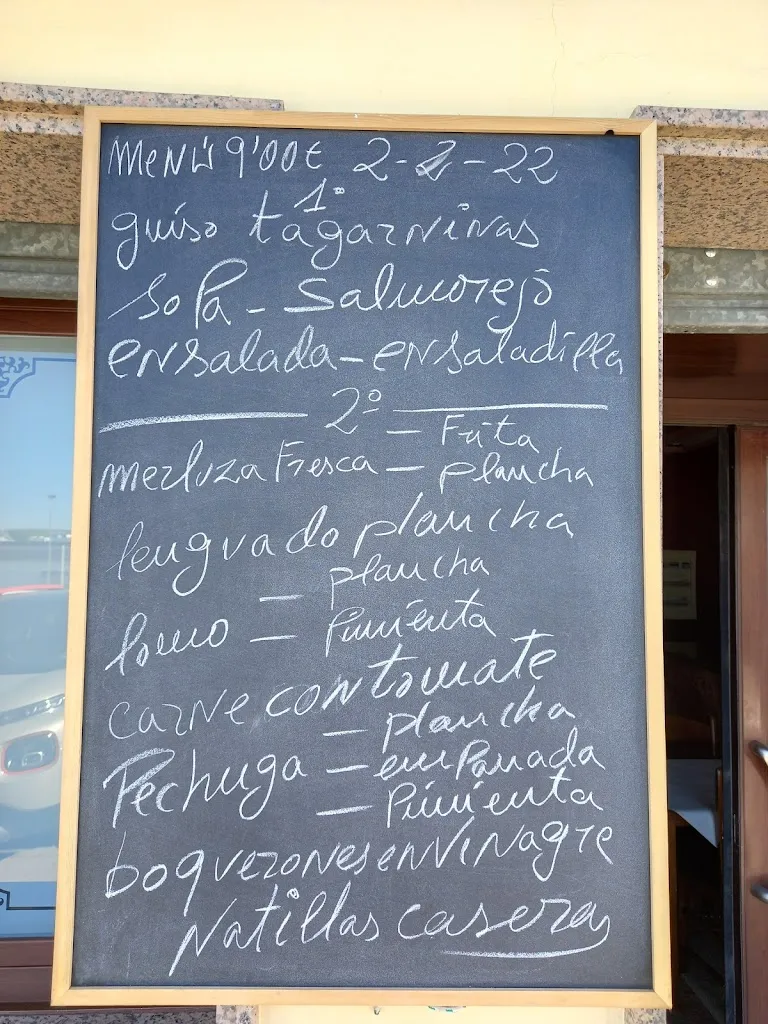 MENÚ 9'00€ 2-2-22
1º
guiso tagarninas
Sopa - Salmorejo
ensalada - ensaladilla
2º
— Frita
merluza Fresca — plancha
lenguado plancha
— plancha
lomo — Pimienta
carne con tomate
— plancha
Pechuga — emPanada
— Pimienta
boquerones en vinagre
Natillas caseras